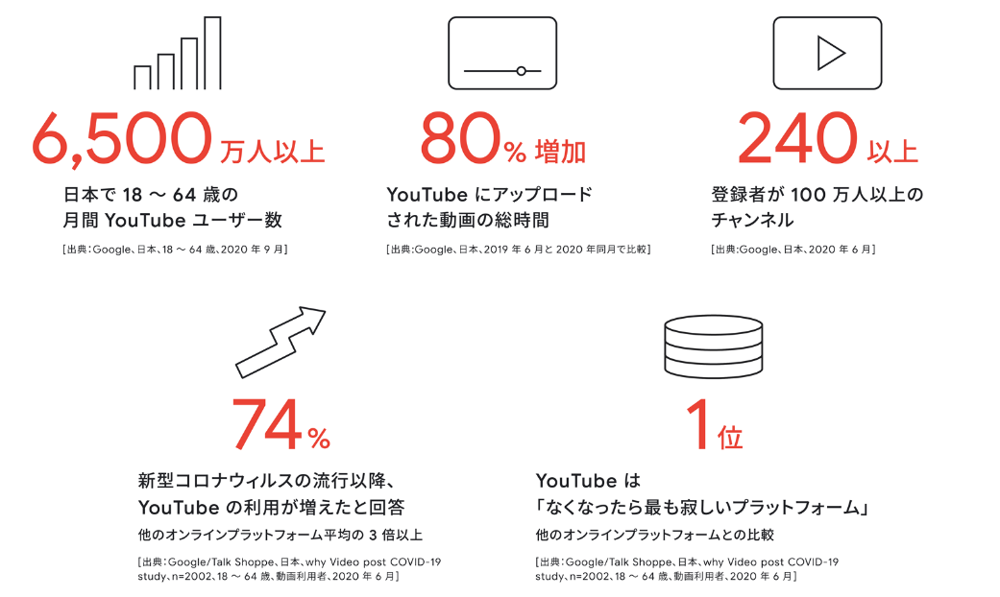 6,500 万人以上
日本で 18 〜 64 歳の
月間 YouTube ユーザー数
[出典:Google、日本、18 〜 64 歳、2020 年 9 月]
80% 増加
YouTube にアップロード
された動画の総時間
[出典:Google、日本、2019 年 6 月と 2020 年同月で比較]
240 以上
登録者が 100 万人以上の
チャンネル
[出典:Google、日本、2020 年 6 月]
74%
新型コロナウィルスの流行以降、
YouTube の利用が増えたと回答
他のオンラインプラットフォーム平均の 3 倍以上
[出典:Google/Talk Shoppe、日本、why Video post COVID-19
study、n=2002、18 〜 64 歳、動画利用者、2020 年 6 月]
1 位
YouTube は
「なくなったら最も寂しいプラットフォーム」
他のオンラインプラットフォームとの比較
[出典:Google/Talk Shoppe、日本、why Video post COVID-19
study、n=2002、18 〜 64 歳、動画利用者、2020 年 6 月]